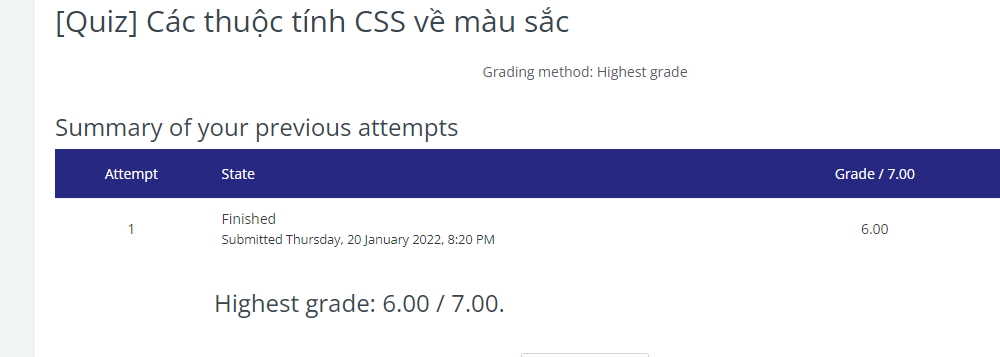 [Quiz] Các thuộc tính CSS về màu sắc
Grading method: Highest grade
Summary of your previous attempts
Attempt State Grade / 7.00
1 Finished 6.00
Submitted Thursday, 20 January 2022, 8:20 PM
Highest grade: 6.00 / 7.00.